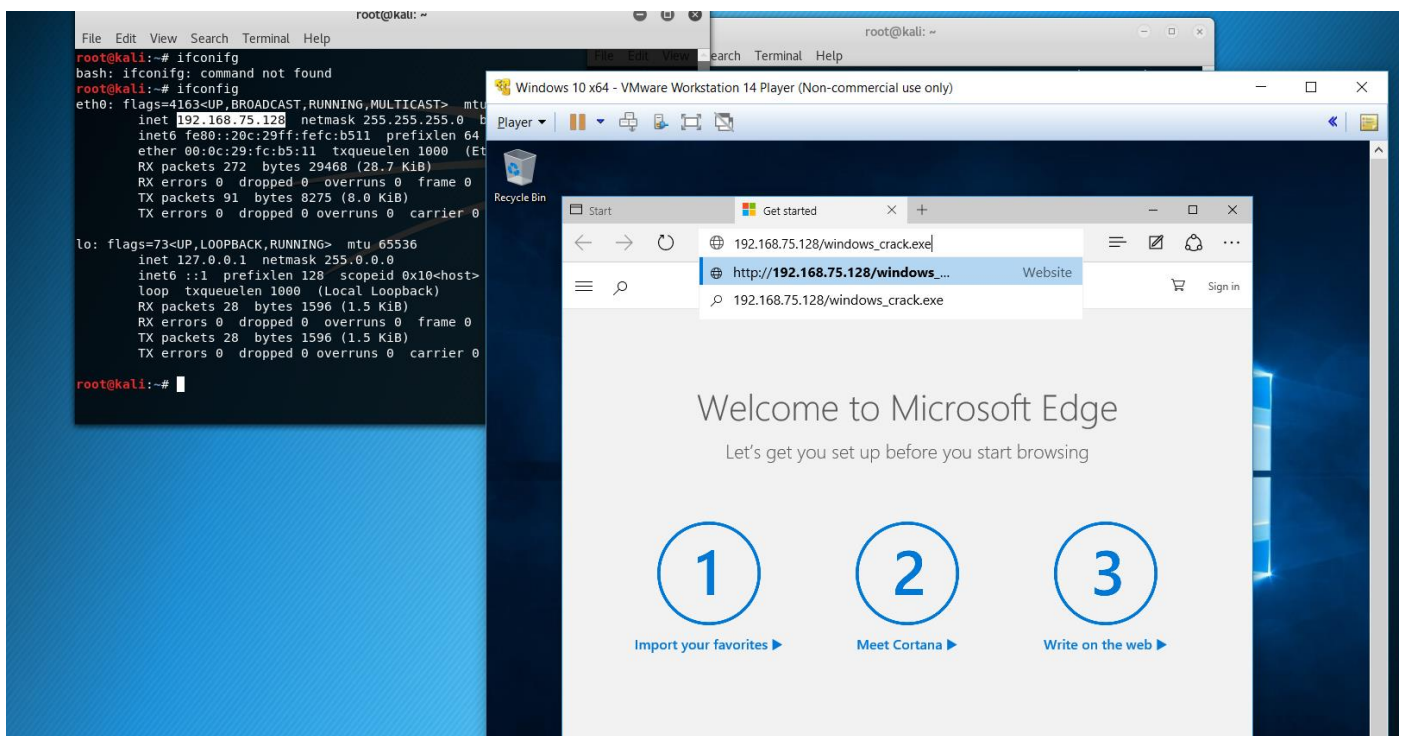 root@kali: ~
File Edit View Search Terminal Help
root@kali:~# ifconifg
bash: ifconifg: command not found
root@kali:~# ifconfig
eth0: flags=4163<UP,BROADCAST,RUNNING,MULTICAST> mtu
inet 192.168.75.128 netmask 255.255.255.0 b
inet6 fe80::20c:29ff:fefc:b511 prefixlen 64
ether 00:0c:29:fc:b5:11 txqueuelen 1000 (Et
RX packets 272 bytes 29468 (28.7 KiB)
RX errors 0 dropped 0 overruns 0 frame 0
TX packets 91 bytes 8275 (8.0 KiB)
TX errors 0 dropped 0 overruns 0 carrier 0
lo: flags=73<UP,LOOPBACK,RUNNING> mtu 65536
inet 127.0.0.1 netmask 255.0.0.0
inet6 ::1 prefixlen 128 scopeid 0x10<host>
loop txqueuelen 1000 (Local Loopback)
RX packets 28 bytes 1596 (1.5 KiB)
RX errors 0 dropped 0 overruns 0 frame 0
TX packets 28 bytes 1596 (1.5 KiB)
TX errors 0 dropped 0 overruns 0 carrier 0
root@kali:~#
root@kali: ~
File Edit View earch Terminal Help
Windows 10 x64 - VMware Workstation 14 Player (Non-commercial use only)
Player
Recycle Bin
Start
Get started
192.168.75.128/windows_crack.exe
http://192.168.75.128/windows_... Website
192.168.75.128/windows_crack.exe
Sign in
Welcome to Microsoft Edge
Let's get you set up before you start browsing
1 2 3
Import your favorites Meet Cortana Write on the web